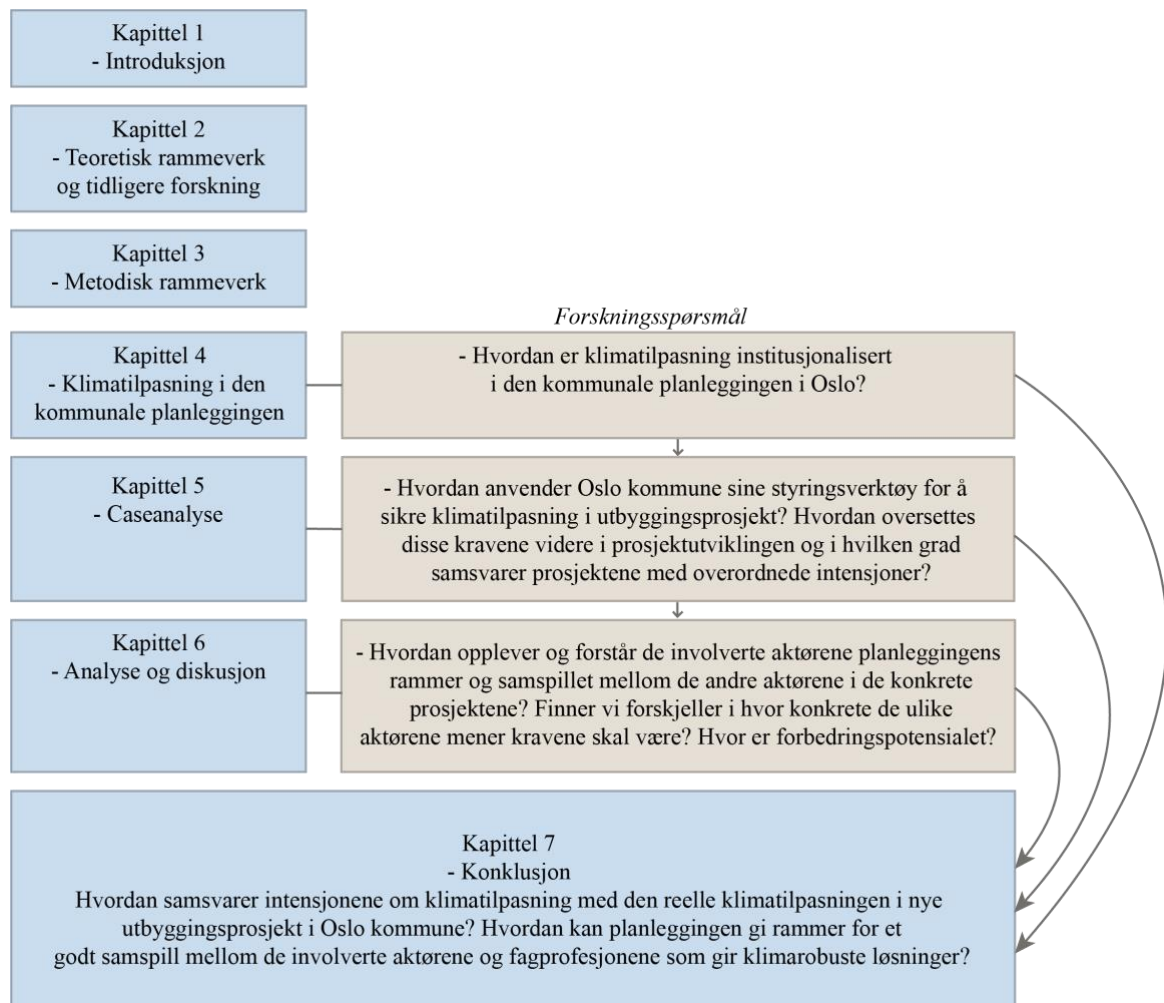 Kapittel 1
- Introduksjon
Kapittel 2
- Teoretisk rammeverk
og tidligere forskning
Kapittel 3
- Metodisk rammeverk
Forskningsspørsmål
Kapittel 4
- Klimatilpasning i den
kommunale planleggingen
- Hvordan er klimatilpasning institusjonalisert
i den kommunale planleggingen i Oslo?
Kapittel 5
- Caseanalyse
- Hvordan anvender Oslo kommune sine styringsverktøy for å
sikre klimatilpasning i utbyggingsprosjekt? Hvordan oversettes
disse kravene videre i prosjektutviklingen og i hvilken grad
samsvarer prosjektene med overordnede intensjoner?
Kapittel 6
- Analyse og diskusjon
- Hvordan opplever og forstår de involverte aktørene planleggingens
rammer og samspillet mellom de andre aktørene i de konkrete
prosjektene? Finner vi forskjeller i hvor konkrete de ulike
aktørene mener kravene skal være? Hvor er forbedringspotensialet?
Kapittel 7
- Konklusjon
Hvordan samsvarer intensjonene om klimatilpasning med den reelle klimatilpasningen i nye
utbyggingsprosjekt i Oslo kommune? Hvordan kan planleggingen gi rammer for et
godt samspill mellom de involverte aktørene og fagprofesjonene som gir klimarobuste løsninger?